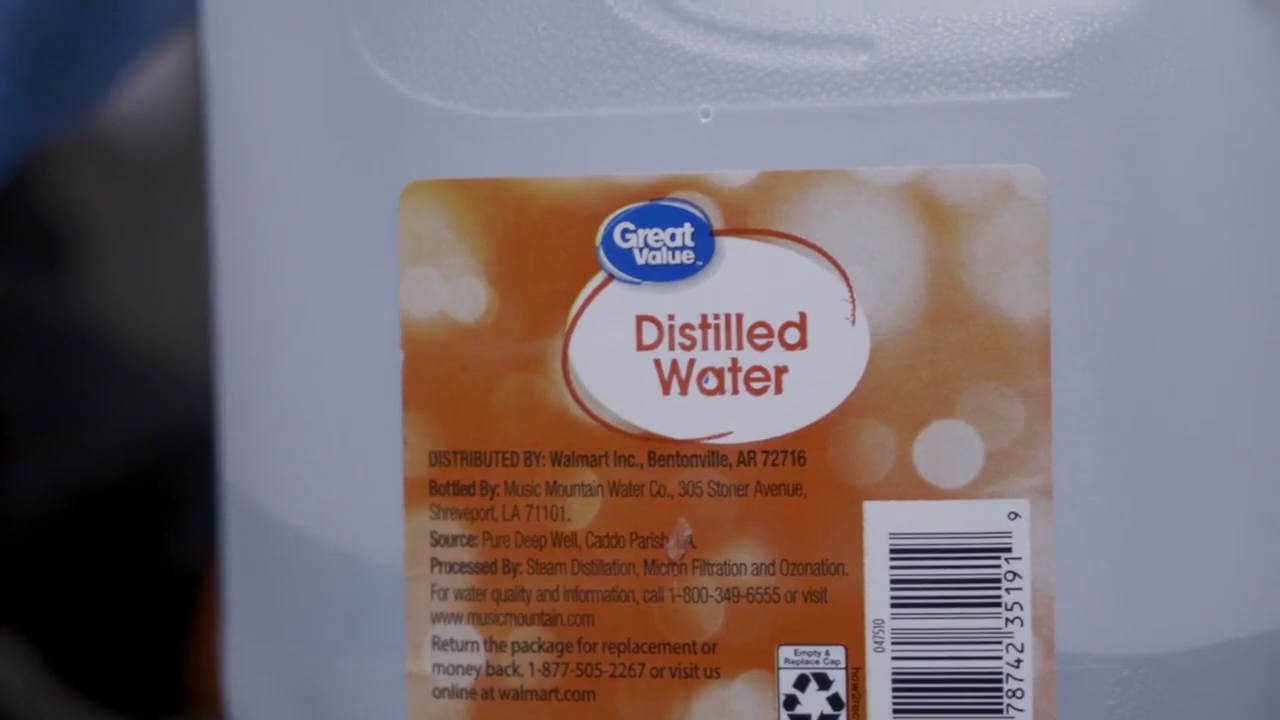 Great
Value™
Distilled
Water
DISTRIBUTED BY: Walmart Inc., Bentonville, AR 72716
Bottled By: Music Mountain Water Co., 305 Stoner Avenue,
Shreveport, LA 71101.
Source: Pure Deep Well, Caddo Parish,
Processed By: Steam Distillation, Micron Filtration and Ozonation.
For water quality and information, call 1-800-349-6555 or visit
www.musicmountain.com
Return the package for replacement or
money back. 1-877-505-2267 or visit us
online at walmart.com
Empty &
Replace Cap
047510
78742 35191 9